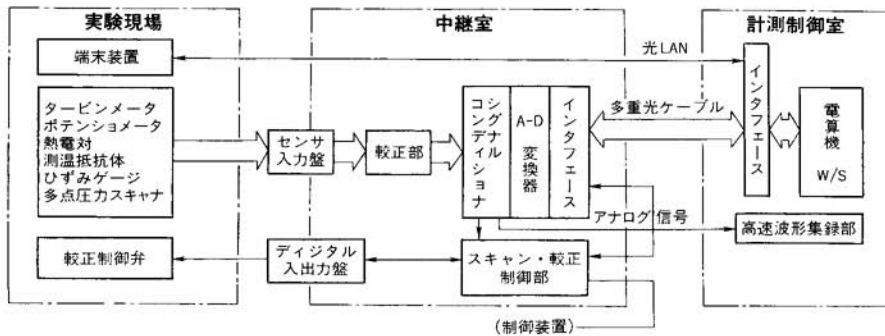 実験現場
中継室
計測制御室
端末装置
光LAN
タービンメータ
ポテンショメータ
熱電対
測温抵抗体
ひずみゲージ
多点圧力スキャナ
センサ
入力盤
較正部
シグナル
コンディショナ
A-D
変換器
インタフェース
多重光ケーブル
インタフェース
電算機
W/S
アナログ信号
高速波形集録部
較正制御弁
ディジタル
入出力盤
スキャン・較正
制御部
(制御装置)